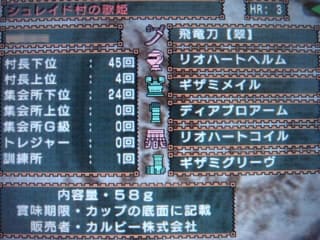 ジュレイド村の歌姫
HR: 3
村長下位 : 45回
村長上位 : 4回
集会所下位 : 24回
集会所上位 : 0回
集会所G級 : 0回
トレジャー : 0回
訓練所 : 1回
飛竜刀【翠】
リオハートヘルム
ギザミメイル
ディアブロアーム
リオハートコイル
ギザミグリーヴ
内容量・58g
賞味期限・カップの底面に記載
販売者・カルビー株式会社